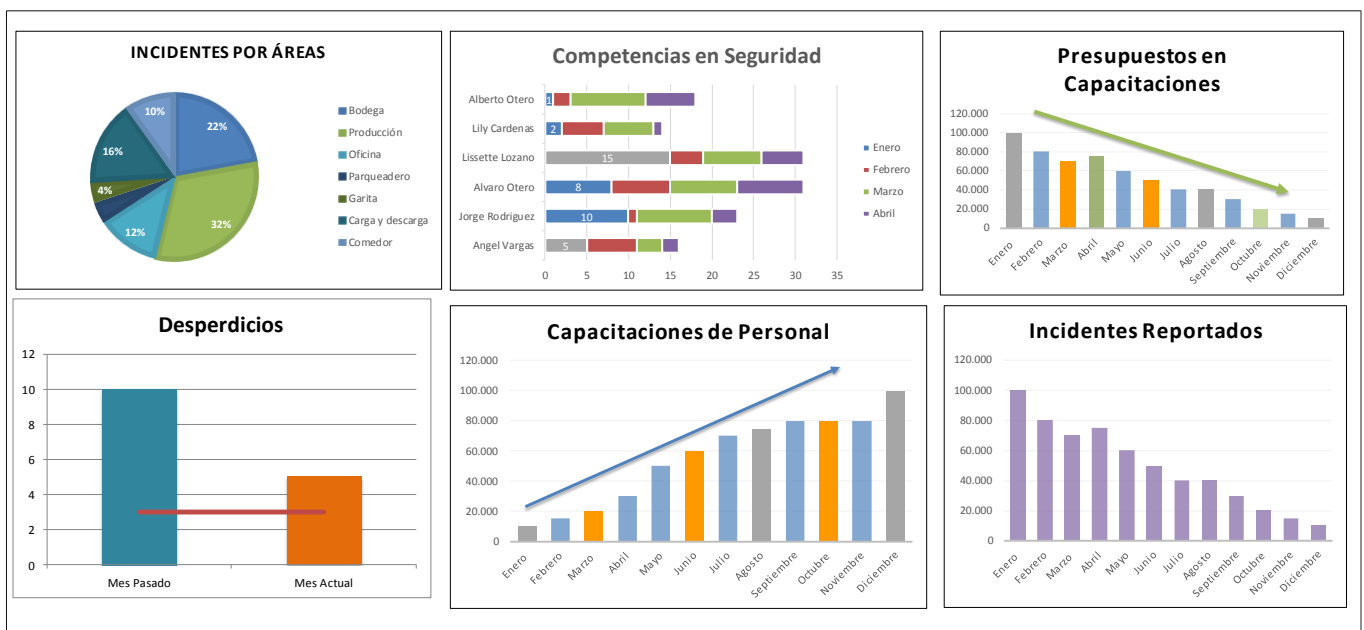 INCIDENTES POR ÁREAS
10%
22%
16%
4%
12%
32%
Bodega
Producción
Oficina
Parqueadero
Garita
Carga y descarga
Comedor
Competencias en Seguridad
Alberto Otero
1
Lily Cardenas
2
Lissette Lozano
15
Alvaro Otero
8
Jorge Rodriguez
10
Angel Vargas
5
0 5 10 15 20 25 30 35
Enero
Febrero
Marzo
Abril
Presupuestos en
Capacitaciones
120.000
100.000
80.000
60.000
40.000
20.000
0
Enero Febrero Marzo Abril Mayo Junio Julio Agosto Septiembre Octubre Noviembre Diciembre
Desperdicios
12
10
8
6
4
2
0
Mes Pasado Mes Actual
Capacitaciones de Personal
120.000
100.000
80.000
60.000
40.000
20.000
0
Enero Febrero Marzo Abril Mayo Junio Julio Agosto Septiembre Octubre Noviembre Diciembre
Incidentes Reportados
120.000
100.000
80.000
60.000
40.000
20.000
0
Enero Febrero Marzo Abril Mayo Junio Julio Agosto Septiembre Octubre Noviembre Diciembre